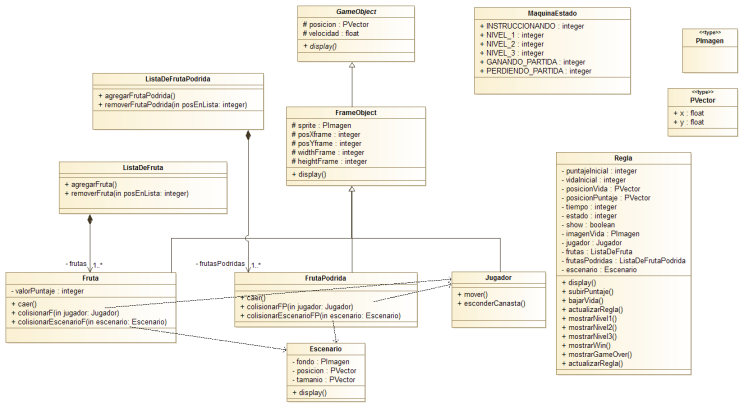 GameObject
# posicion : PVector
# velocidad : float
+ display()
MaquinaEstado
+ INSTRUCCIONANDO : integer
+ NIVEL_1 : integer
+ NIVEL_2 : integer
+ NIVEL_3 : integer
+ GANANDO_PARTIDA : integer
+ PERDIENDO_PARTIDA : integer
<<type>>
PImagen
<<type>>
PVector
+ x : float
+ y : float
ListaDeFrutaPodrida
+ agregarFrutaPodrida()
+ removerFrutaPodrida(in posEnLista: integer)
FrameObject
# sprite : PImagen
# posXframe : integer
# posYframe : integer
# widthFrame : integer
# heightFrame : integer
+ display()
ListaDeFruta
+ agregarFruta()
+ removerFruta(in posEnLista: integer)
Regla
- puntajeInicial : integer
- vidaInicial : integer
- posicionVida : PVector
- posicionPuntaje : PVector
- tiempo : integer
- estado : integer
- show : boolean
- imagenVida : PImagen
- jugador : Jugador
- frutas : ListaDeFruta
- frutasPodridas : ListaDeFrutaPodrida
- escenario : Escenario
+ display()
+ subirPuntaje()
+ bajarVida()
+ actualizarRegla()
+ mostrarNivel1()
+ mostrarNivel2()
+ mostrarNivel3()
+ mostrarWin()
+ mostrarGameOver()
+ actualizarRegla()
- frutas
1..*
- frutasPodridas
1..*
Fruta
- valorPuntaje : integer
+ caer()
+ colisionarF(in jugador: Jugador)
+ colisionarEscenarioF(in escenario: Escenario)
FrutaPodrida
+ caer()
+ colisionarFP(in jugador: Jugador)
+ colisionarEscenarioFP(in escenario: Escenario)
Jugador
+ mover()
+ esconderCanasta()
Escenario
- fondo : PImagen
- posicion : PVector
- tamanio : PVector
+ display()